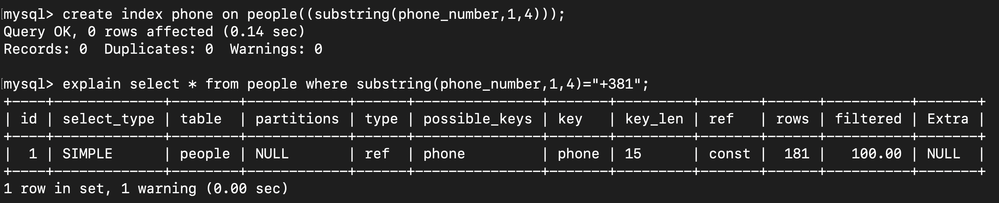 mysql> create index phone on people((substring(phone_number,1,4)));
Query OK, 0 rows affected (0.14 sec)
Records: 0  Duplicates: 0  Warnings: 0
mysql> explain select * from people where substring(phone_number,1,4)="+381";
+----+-------------+--------+------------+------+---------------+-------+---------+-------+------+----------+-------+
| id | select_type | table  | partitions | type | possible_keys | key   | key_len | ref   | rows | filtered | Extra |
+----+-------------+--------+------------+------+---------------+-------+---------+-------+------+----------+-------+
|  1 | SIMPLE      | people | NULL       | ref  | phone         | phone | 15      | const |  181 |   100.00 | NULL  |
+----+-------------+--------+------------+------+---------------+-------+---------+-------+------+----------+-------+
1 row in set, 1 warning (0.00 sec)